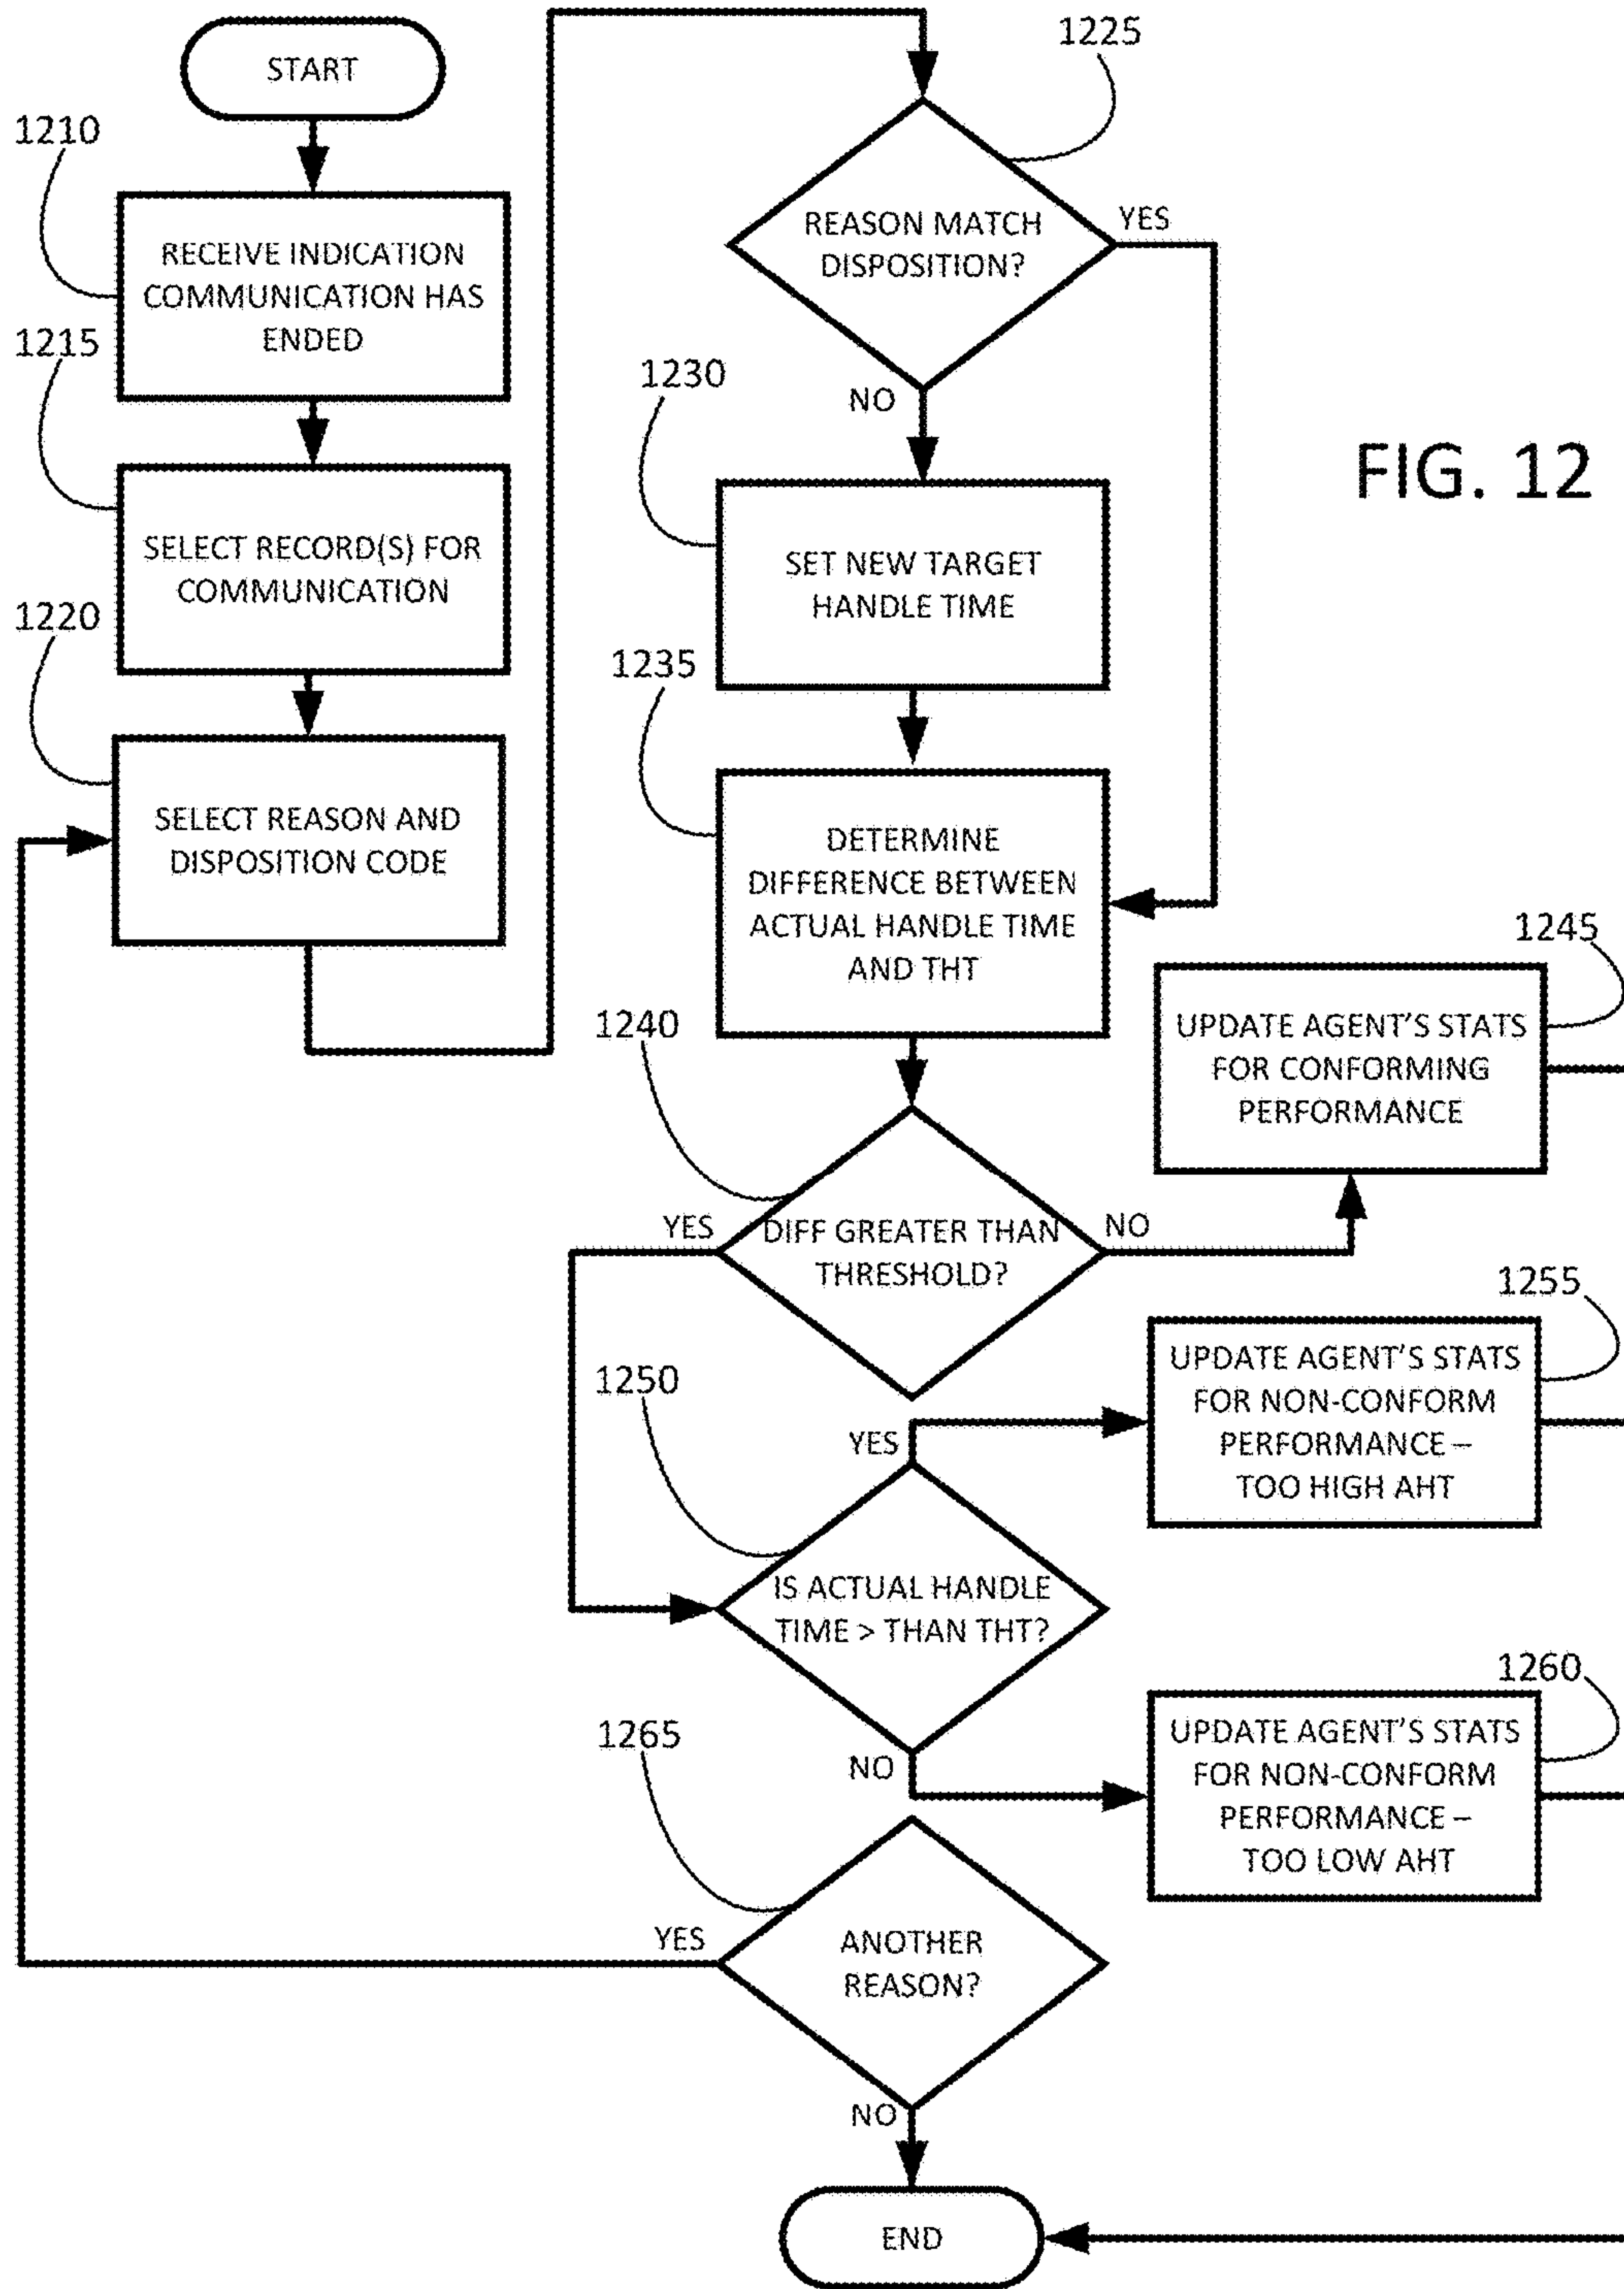 START
1210
RECEIVE INDICATION
COMMUNICATION HAS
ENDED
1215
SELECT RECORD(S) FOR
COMMUNICATION
1220
SELECT REASON AND
DISPOSITION CODE
1225
REASON MATCH
DISPOSITION?
YES
NO
1230
SET NEW TARGET
HANDLE TIME
FIG. 12
1235
DETERMINE
DIFFERENCE BETWEEN
ACTUAL HANDLE TIME
AND THT
1240
DIFF GREATER THAN
THRESHOLD?
YES
NO
1245
UPDATE AGENT'S STATS
FOR CONFORMING
PERFORMANCE
1250
IS ACTUAL HANDLE
TIME > THAN THT?
YES
NO
1255
UPDATE AGENT'S STATS
FOR NON-CONFORM
PERFORMANCE –
TOO HIGH AHT
1260
UPDATE AGENT'S STATS
FOR NON-CONFORM
PERFORMANCE –
TOO LOW AHT
1265
ANOTHER
REASON?
YES
NO
END